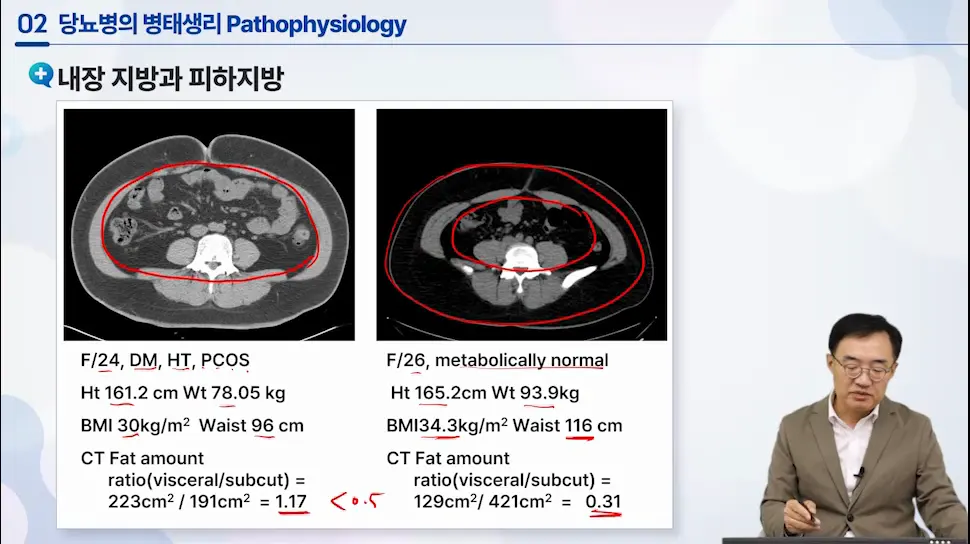 02 당뇨병의 병태생리 Pathophysiology
내장 지방과 피하지방
F/24, DM, HT, PCOS
Ht 161.2 cm Wt 78.05 kg
BMI 30kg/m² Waist 96 cm
CT Fat amount
ratio(visceral/subcut) =
223cm² / 191cm² = 1.17
<0.5
F/26, metabolically normal
Ht 165.2cm Wt 93.9kg
BMI34.3kg/m² Waist 116 cm
CT Fat amount
ratio(visceral/subcut) =
129cm²/ 421cm² = 0.31